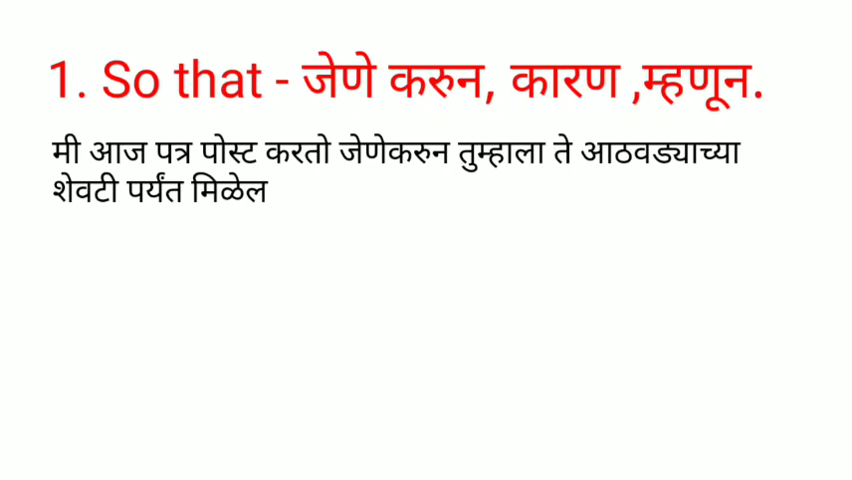 1. So that - जेणे करुन, कारण ,म्हणून.
मी आज पत्र पोस्ट करतो जेणेकरुन तुम्हाला ते आठवड्याच्या
शेवटी पर्यंत मिळेल